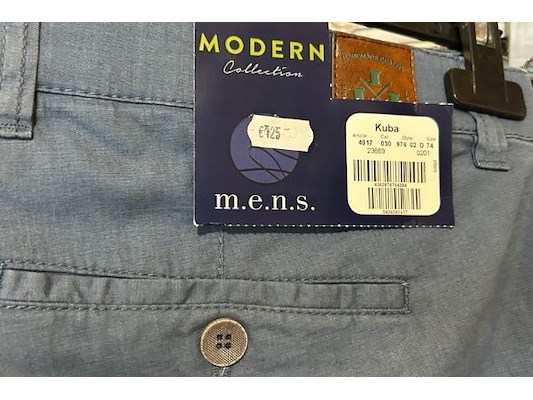 MODERN
Collection
€125
m.e.n.s.
Kuba
Article Col Style Size
4917 030 976 02 D 74
23669 0201